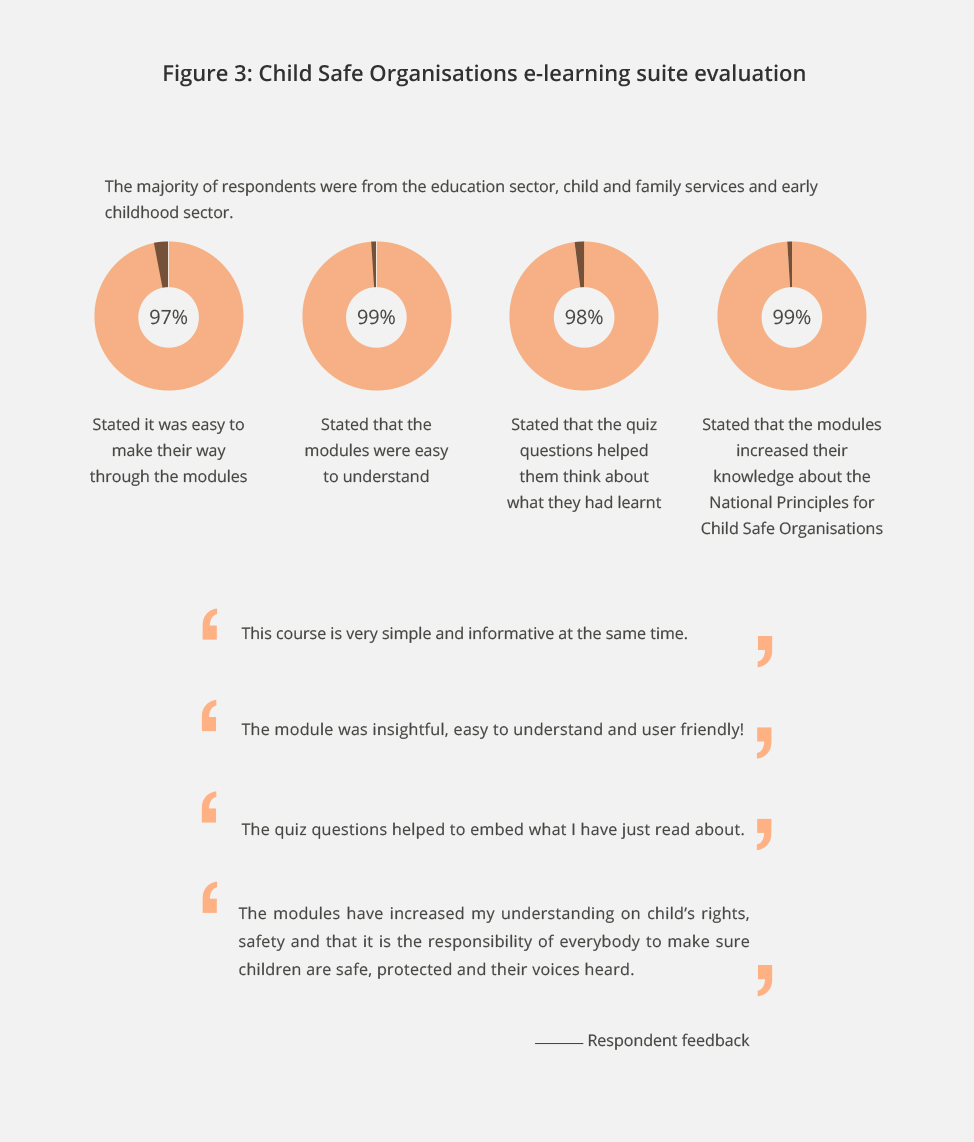 Figure 3: Child Safe Organisations e-learning suite evaluation
The majority of respondents were from the education sector, child and family services and early
childhood sector.
97%
99%
98%
99%
Stated it was easy to
make their way
through the modules
Stated that the
modules were easy
to understand
Stated that the quiz
questions helped
them think about
what they had learnt
Stated that the modules
increased their
knowledge about the
National Principles for
Child Safe Organisations
‘ This course is very simple and informative at the same time. ’
‘ The module was insightful, easy to understand and user friendly! ’
‘ The quiz questions helped to embed what I have just read about. ’
‘ The modules have increased my understanding on child’s rights,
safety and that it is the responsibility of everybody to make sure
children are safe, protected and their voices heard. ’
____ Respondent feedback